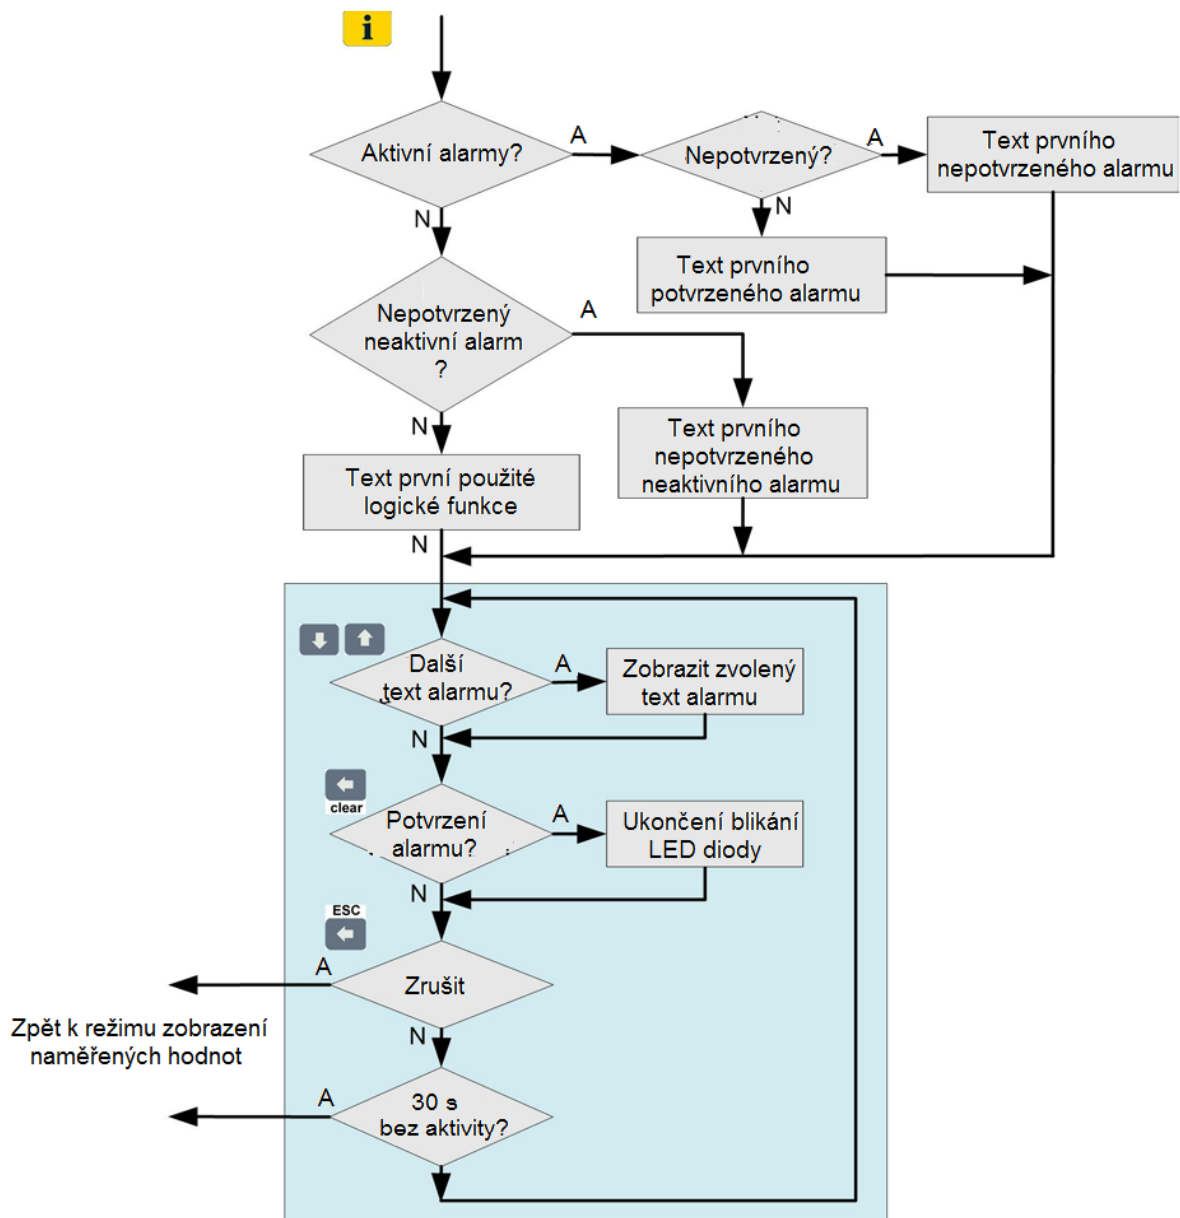 i
Aktivní alarmy?
A
Nepotvrzený?
A
Text prvního
nepotvrzeného alarmu
N
N
Text prvního
potvrzeného alarmu
Nepotvrzený
neaktivní alarm
?
A
N
Text prvního
nepotvrzeného
neaktivního alarmu
Text první použité
logické funkce
N
Další
text alarmu?
A
Zobrazit zvolený
text alarmu
N
clear
Potvrzení
alarmu?
A
Ukončení blikání
LED diody
N
ESC
Zrušit
A
Zpět k režimu zobrazení
naměřených hodnot
N
30 s
bez aktivity?
A